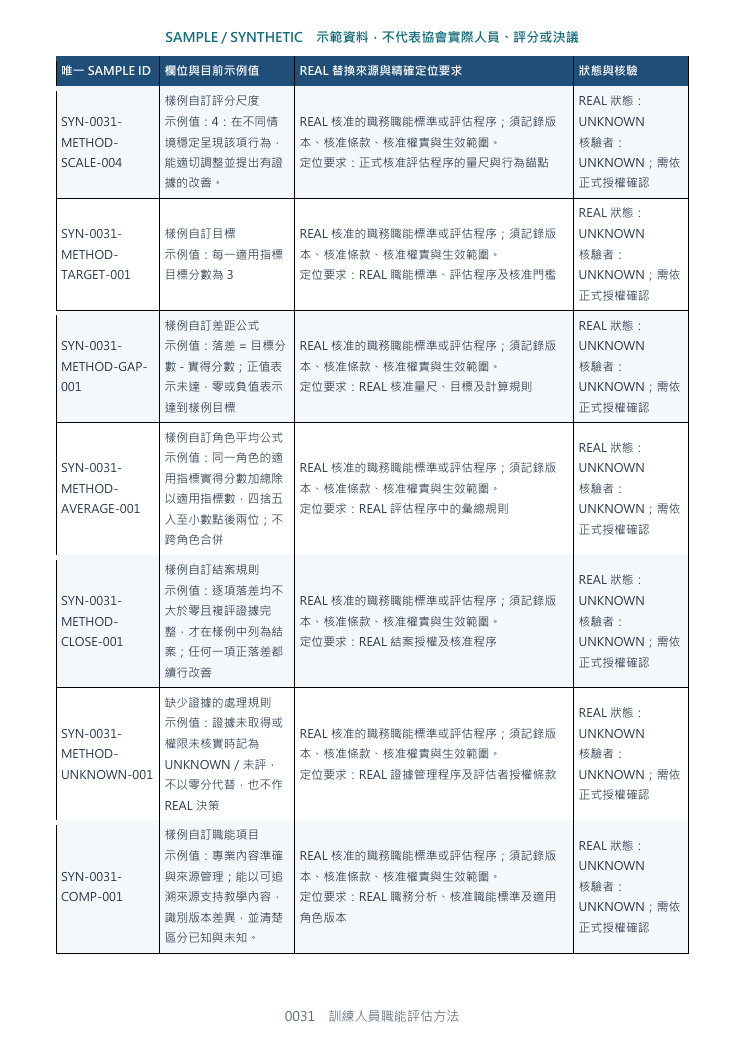 SAMPLE / SYNTHETIC　示範資料，不代表協會實際人員、評分或決議
唯一 SAMPLE ID
欄位與目前示例值
REAL 替換來源與精確定位要求
狀態與核驗
SYN-0031-
METHOD-
SCALE-004
樣例自訂評分尺度
示例值：4：在不同情
境穩定呈現該項行為，
能適切調整並提出有證
據的改善。
REAL 核准的職務職能標準或評估程序；須記錄版
本、核准條款、核准權責與生效範圍。
定位要求：正式核准評估程序的量尺與行為錨點
REAL 狀態：
UNKNOWN
核驗者：
UNKNOWN；需依
正式授權確認
SYN-0031-
METHOD-
TARGET-001
樣例自訂目標
示例值：每一適用指標
目標分數為 3
REAL 核准的職務職能標準或評估程序；須記錄版
本、核准條款、核准權責與生效範圍。
定位要求：REAL 職能標準、評估程序及核准門檻
REAL 狀態：
UNKNOWN
核驗者：
UNKNOWN；需依
正式授權確認
SYN-0031-
METHOD-GAP-
001
樣例自訂差距公式
示例值：落差 = 目標分
數 - 實得分數；正值表
示未達，零或負值表示
達到樣例目標
REAL 核准的職務職能標準或評估程序；須記錄版
本、核准條款、核准權責與生效範圍。
定位要求：REAL 核准量尺、目標及計算規則
REAL 狀態：
UNKNOWN
核驗者：
UNKNOWN；需依
正式授權確認
SYN-0031-
METHOD-
AVERAGE-001
樣例自訂角色平均公式
示例值：同一角色的適
用指標實得分數加總除
以適用指標數，四捨五
入至小數點後兩位；不
跨角色合併
REAL 核准的職務職能標準或評估程序；須記錄版
本、核准條款、核准權責與生效範圍。
定位要求：REAL 評估程序中的彙總規則
REAL 狀態：
UNKNOWN
核驗者：
UNKNOWN；需依
正式授權確認
SYN-0031-
METHOD-
CLOSE-001
樣例自訂結案規則
示例值：逐項落差均不
大於零且複評證據完
整，才在樣例中列為結
案；任何一項正落差都
續行改善
REAL 核准的職務職能標準或評估程序；須記錄版
本、核准條款、核准權責與生效範圍。
定位要求：REAL 結案授權及核准程序
REAL 狀態：
UNKNOWN
核驗者：
UNKNOWN；需依
正式授權確認
SYN-0031-
METHOD-
UNKNOWN-001
缺少證據的處理規則
示例值：證據未取得或
權限未核實時記為
UNKNOWN / 未評，
不以零分代替，也不作
REAL 決策
REAL 核准的職務職能標準或評估程序；須記錄版
本、核准條款、核准權責與生效範圍。
定位要求：REAL 證據管理程序及評估者授權條款
REAL 狀態：
UNKNOWN
核驗者：
UNKNOWN；需依
正式授權確認
SYN-0031-
COMP-001
樣例自訂職能項目
示例值：專業內容準確
與來源管理；能以可追
溯來源支持教學內容，
識別版本差異，並清楚
區分已知與未知。
REAL 核准的職務職能標準或評估程序；須記錄版
本、核准條款、核准權責與生效範圍。
定位要求：REAL 職務分析、核准職能標準及適用
角色版本
REAL 狀態：
UNKNOWN
核驗者：
UNKNOWN；需依
正式授權確認
0031　訓練人員職能評估方法